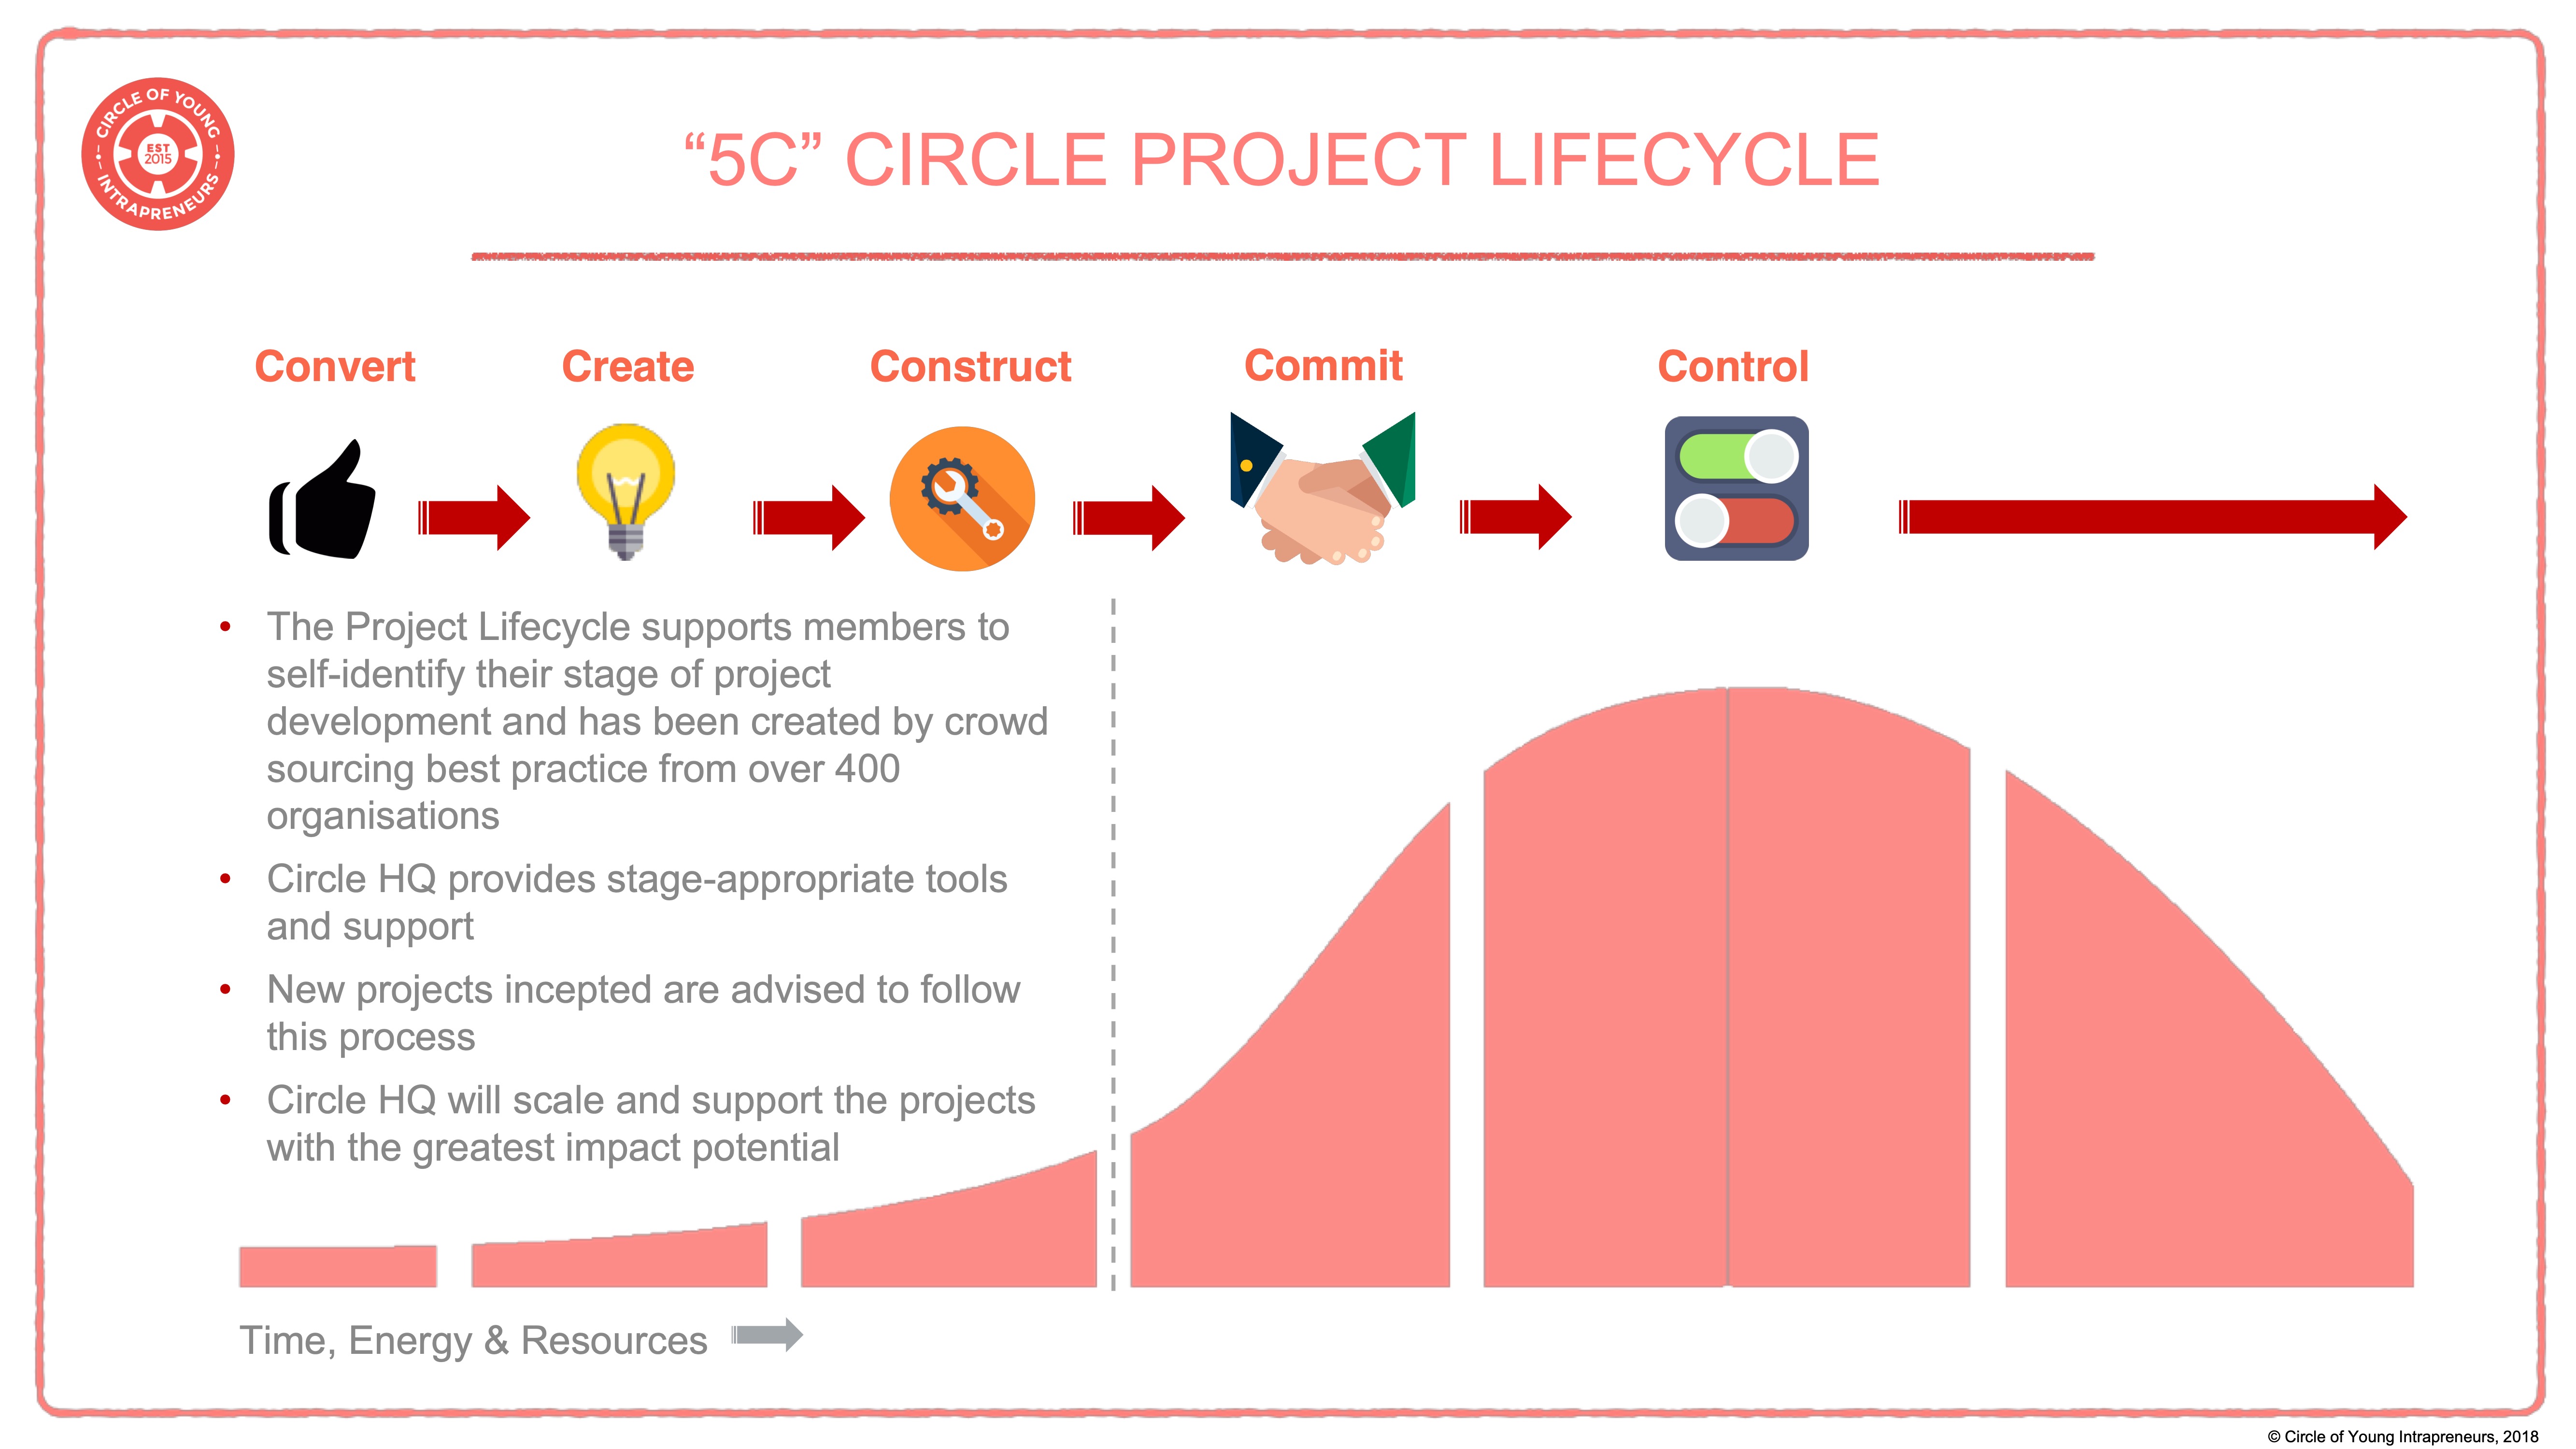 CIRCLE OF YOUNG
EST
2015
INTRAPRENEURS
“5C” CIRCLE PROJECT LIFECYCLE
Convert
Create
Construct
Commit
Control
• The Project Lifecycle supports members to
self-identify their stage of project
development and has been created by crowd
sourcing best practice from over 400
organisations
• Circle HQ provides stage-appropriate tools
and support
• New projects incepted are advised to follow
this process
• Circle HQ will scale and support the projects
with the greatest impact potential
Time, Energy & Resources
© Circle of Young Intrapreneurs, 2018